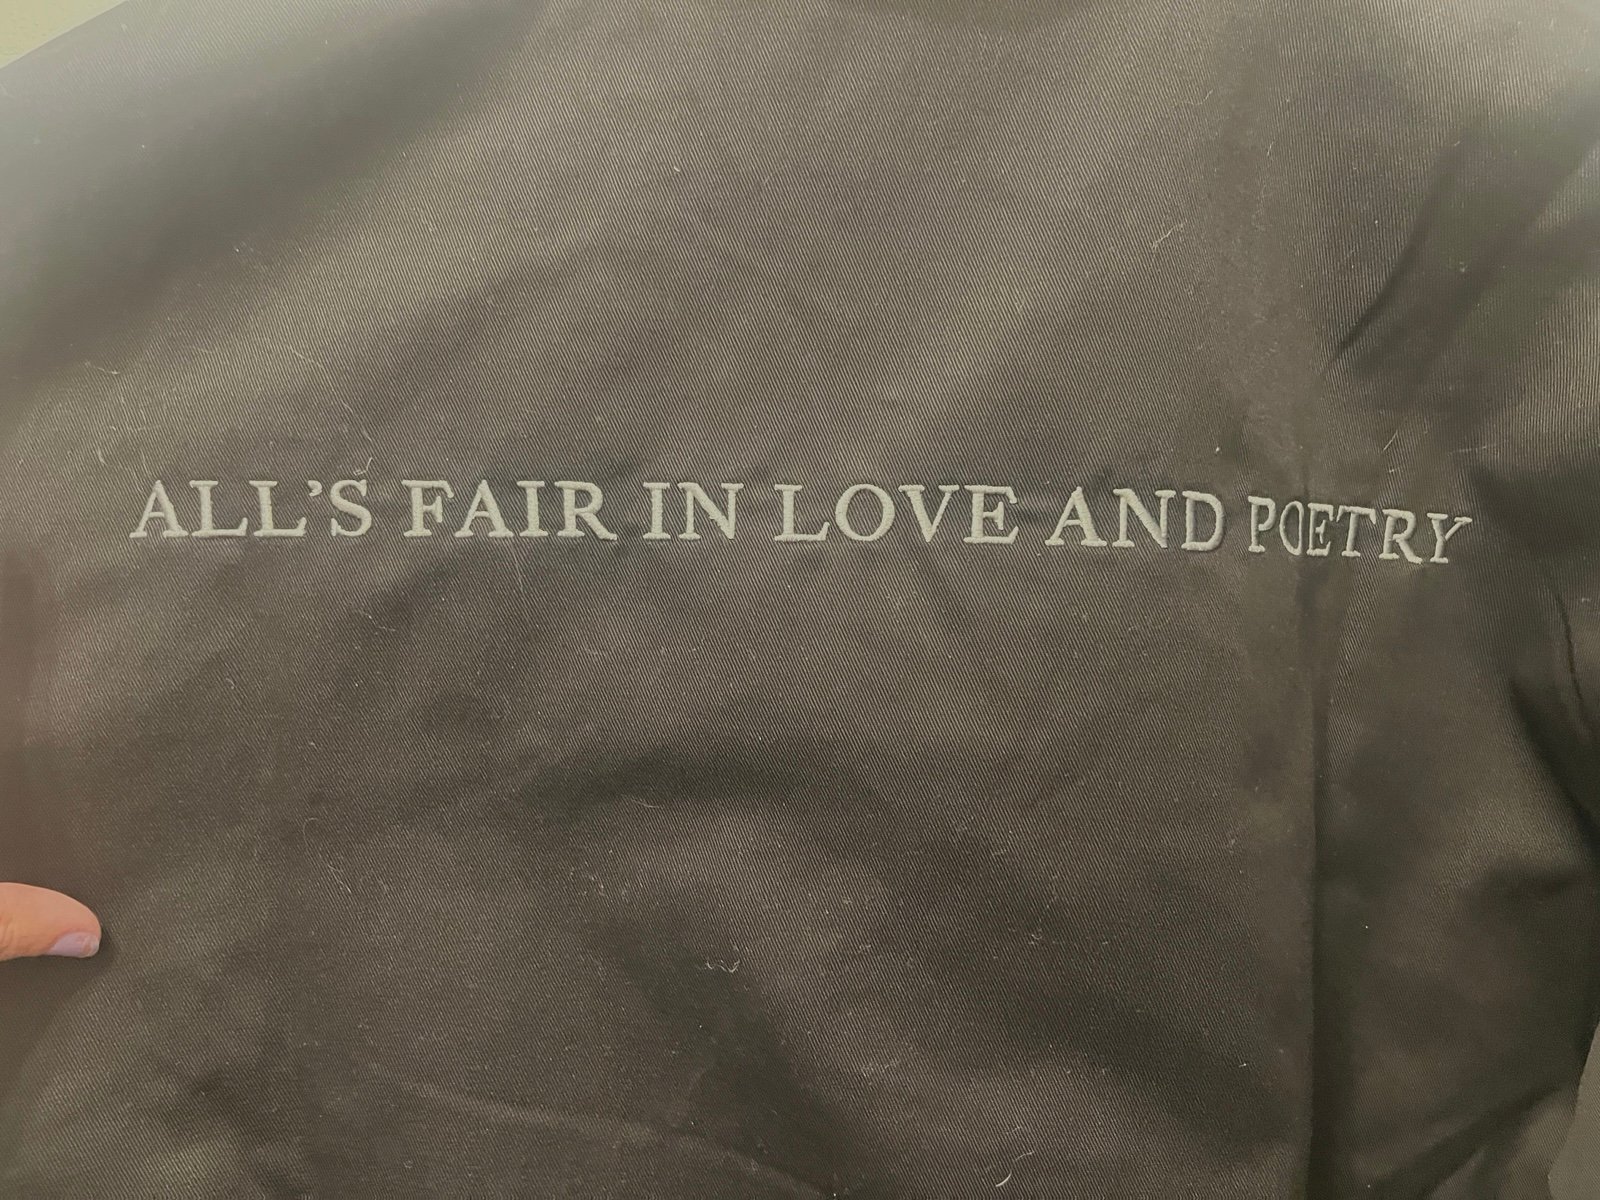 ALL’S FAIR IN LOVE AND POETRY